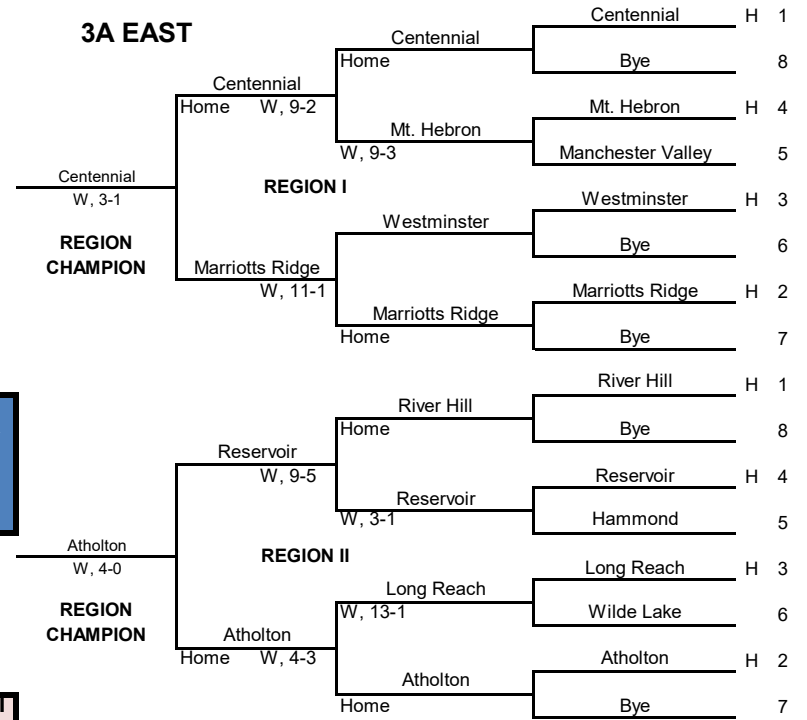 3A EAST
Centennial H 1
Centennial
Home
Bye 8
Centennial
Home W, 9-2
Mt. Hebron H 4
Mt. Hebron
W, 9-3
Manchester Valley 5
Centennial
W, 3-1
REGION I
Westminster H 3
Westminster
REGION
CHAMPION
Bye 6
Marriotts Ridge
W, 11-1
Marriotts Ridge H 2
Marriotts Ridge
Home
Bye 7
River Hill H 1
River Hill
Home
Bye 8
Reservoir
W, 9-5
Reservoir H 4
Reservoir
W, 3-1
Hammond 5
Atholton
W, 4-0
REGION II
Long Reach H 3
Long Reach
W, 13-1
REGION
CHAMPION
Wilde Lake 6
Atholton
Home W, 4-3
Atholton H 2
Atholton
Home
Bye 7